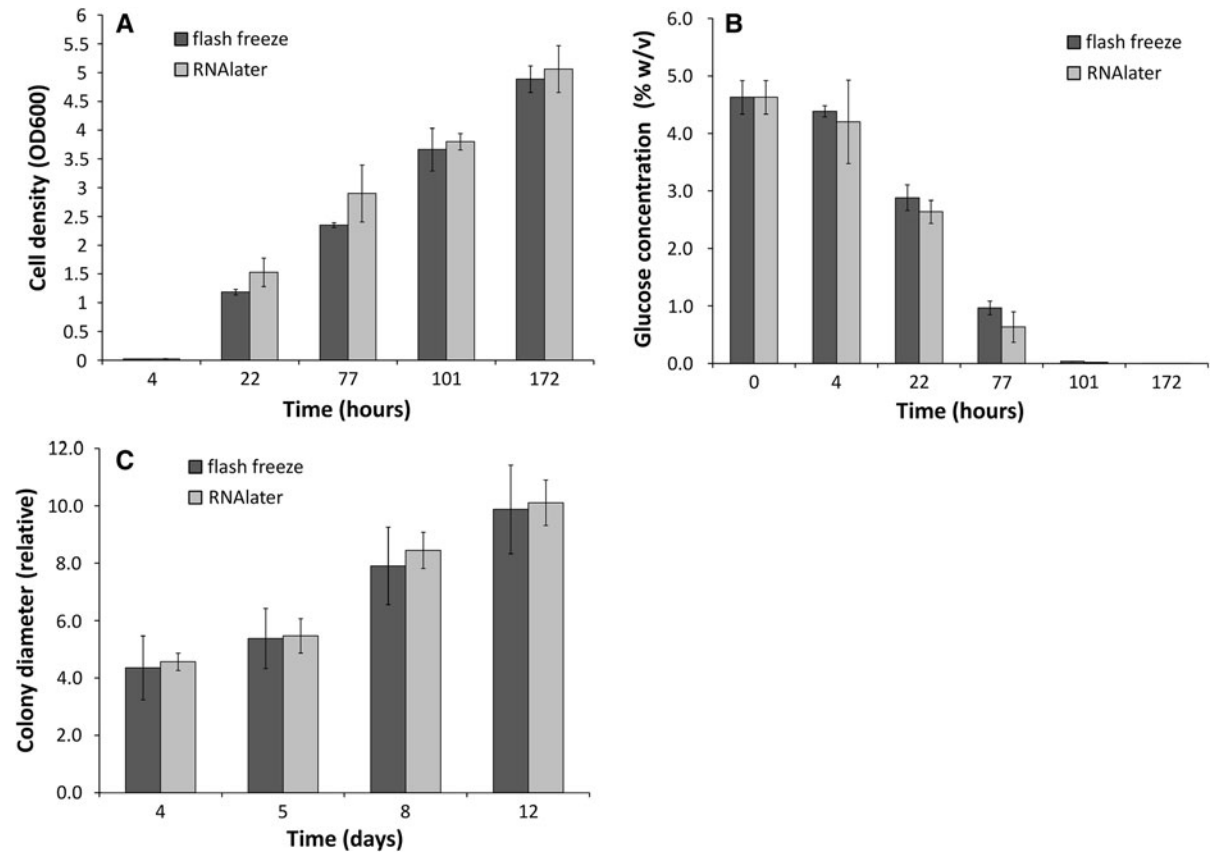 A
flash freeze
RNAlater
5.5
5
4.5
4
3.5
3
2.5
2
1.5
1
0.5
0
Cell density (OD600)
4 22 77 101 172
Time (hours)
B
flash freeze
RNAlater
6.0
5.0
4.0
3.0
2.0
1.0
0.0
Glucose concentration (% w/v)
0 4 22 77 101 172
Time (hours)
C
flash freeze
RNAlater
12.0
10.0
8.0
6.0
4.0
2.0
0.0
Colony diameter (relative)
4 5 8 12
Time (days)